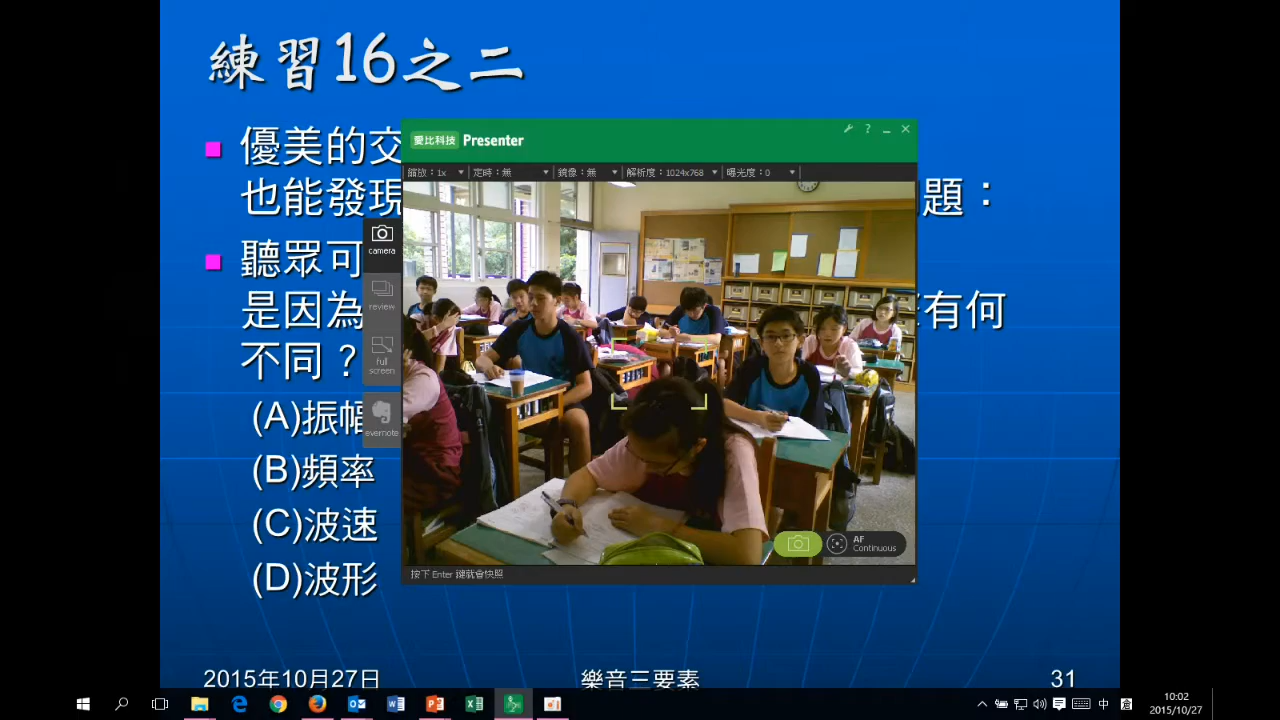 練習16之二
優美的交
也能發現 問題：
聽眾可
是因為 有何
不同？
(A)振幅
(B)頻率
(C)波速
(D)波形
2015年10月27日 樂音三要素 31
愛比科技 Presenter
縮放：1x 定時：無 鏡像：無 解析度：1024x768 曝光度：0
camera
review
full
screen
evernote
AF
Continuous
按下 Enter 鍵就會快照
中
10:02
2015/10/27